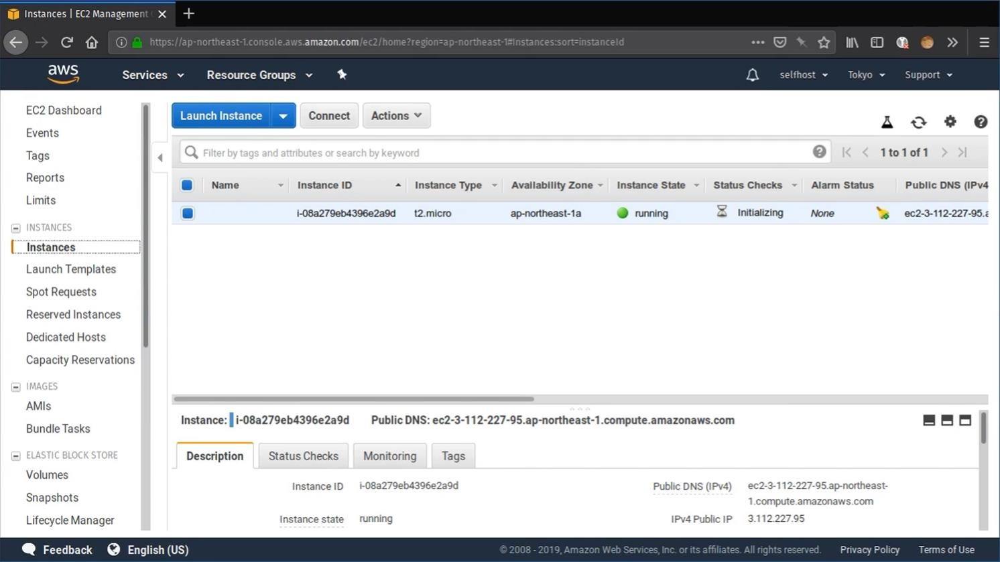 Instances | EC2 Management
https://ap-northeast-1.console.aws.amazon.com/ec2/home?region=ap-northeast-1#Instances:sort=instanceId
aws
Services
Resource Groups
selfhost
Tokyo
Support
EC2 Dashboard
Events
Tags
Reports
Limits
INSTANCES
Instances
Launch Templates
Spot Requests
Reserved Instances
Dedicated Hosts
Capacity Reservations
IMAGES
AMIs
Bundle Tasks
ELASTIC BLOCK STORE
Volumes
Snapshots
Lifecycle Manager
Launch Instance
Connect
Actions
Filter by tags and attributes or search by keyword
1 to 1 of 1
Name Instance ID Instance Type Availability Zone Instance State Status Checks Alarm Status Public DNS (IPv4
i-08a279eb4396e2a9d t2.micro ap-northeast-1a running Initializing None ec2-3-112-227-95.a
Instance: i-08a279eb4396e2a9d Public DNS: ec2-3-112-227-95.ap-northeast-1.compute.amazonaws.com
Description
Status Checks
Monitoring
Tags
Instance ID i-08a279eb4396e2a9d
Public DNS (IPv4) ec2-3-112-227-95.ap-northeast-
1.compute.amazonaws.com
Instance state running
IPv4 Public IP 3.112.227.95
Feedback
English (US)
© 2008 - 2019, Amazon Web Services, Inc. or its affiliates. All rights reserved.
Privacy Policy
Terms of Use